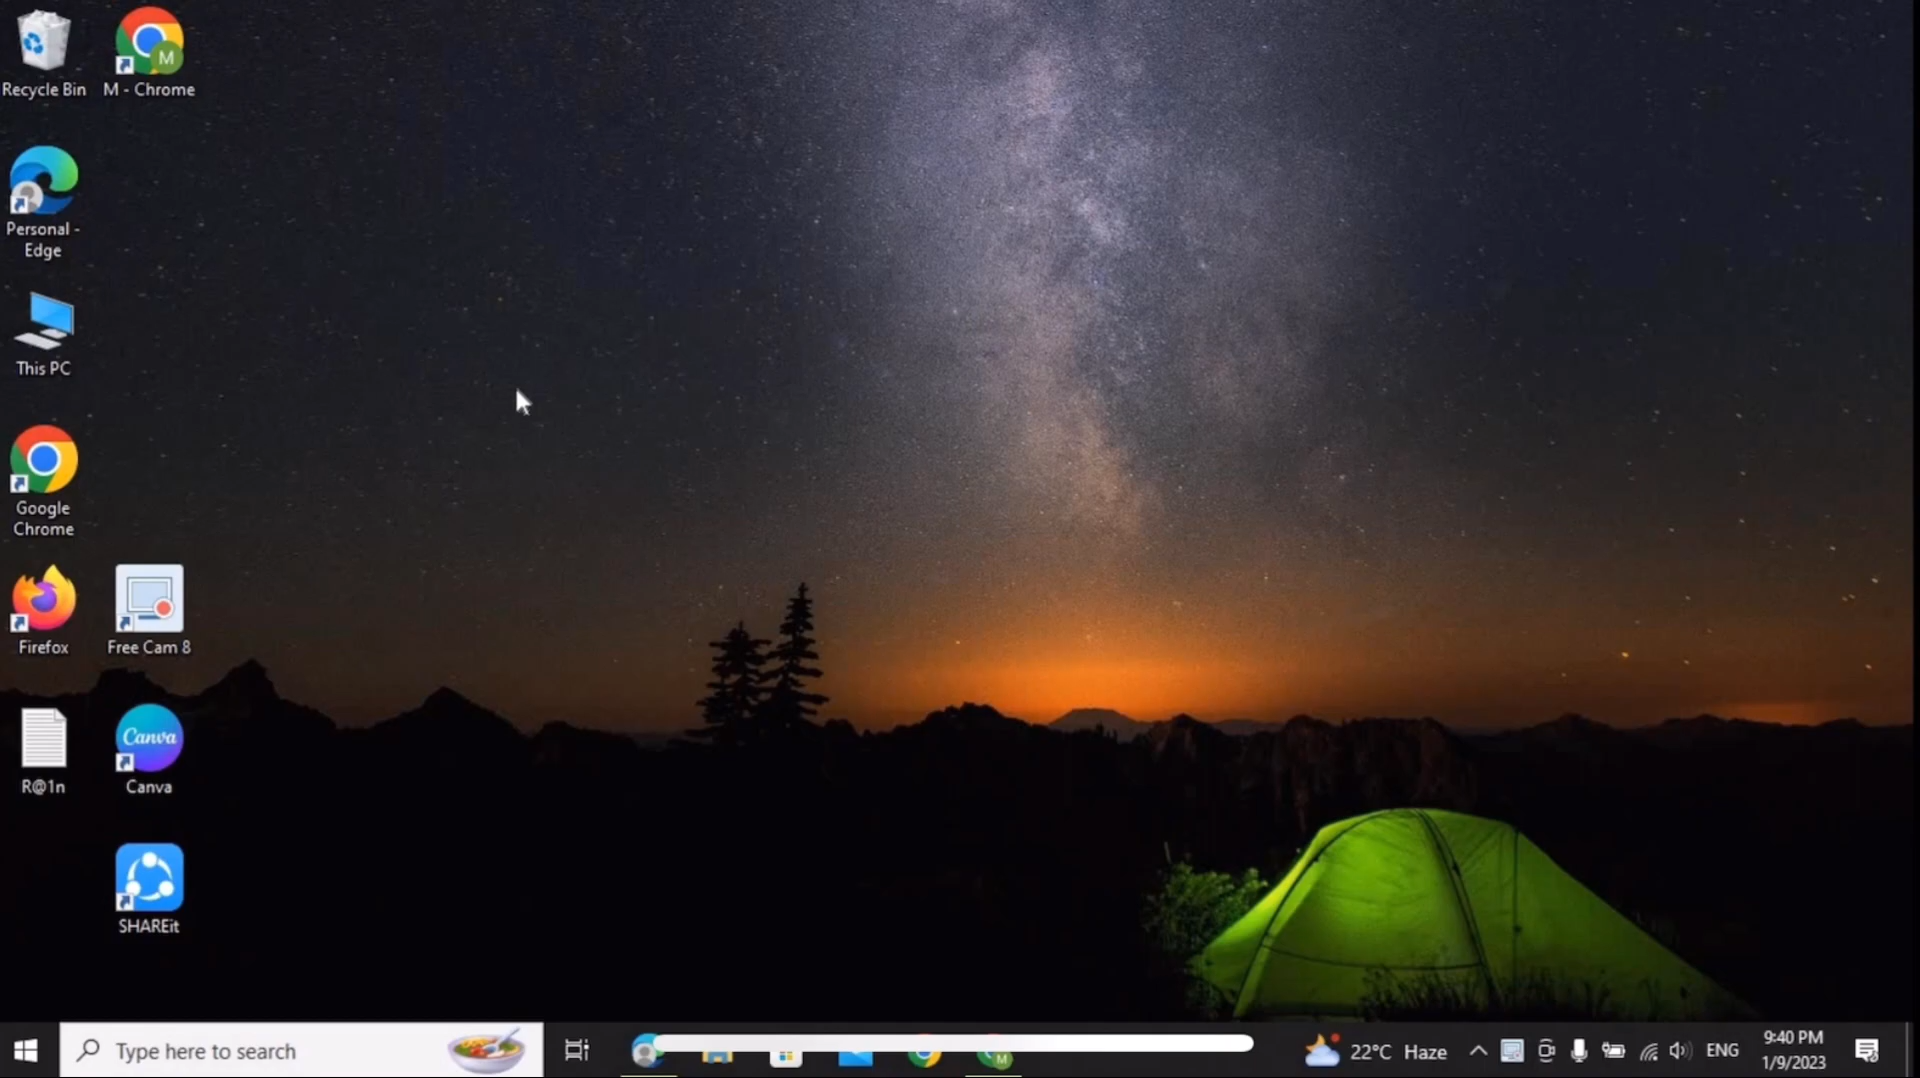 Recycle Bin
M - Chrome
M
Personal -
Edge
This PC
Google
Chrome
Firefox
Free Cam 8
R@1n
Canva
Canva
SHAREit
Type here to search
M
22°C Haze
ENG
9:40 PM
1/9/2023